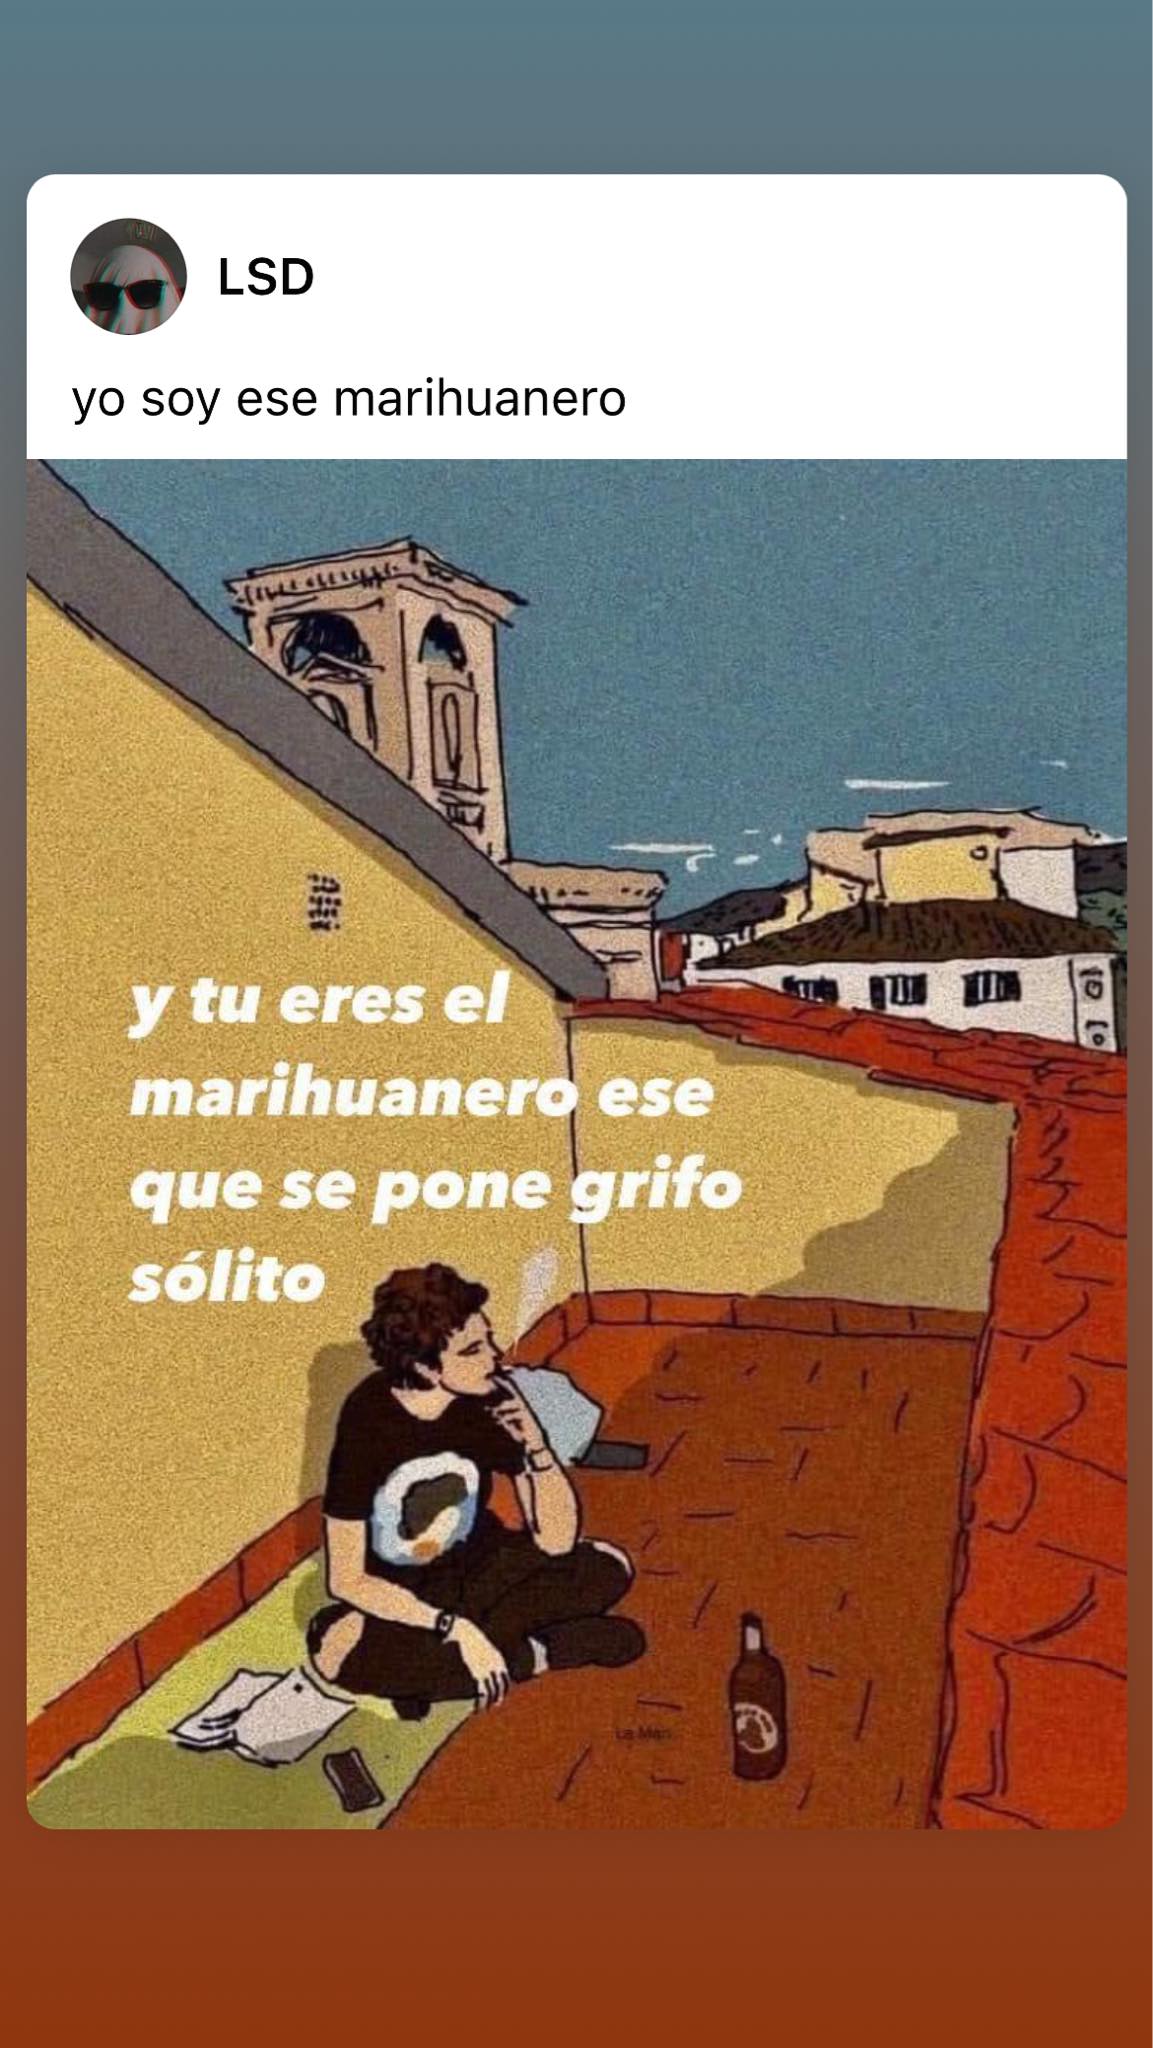 LSD
yo soy ese marihuanero
y tu eres el
marihuanero ese
que se pone grifo
sólito